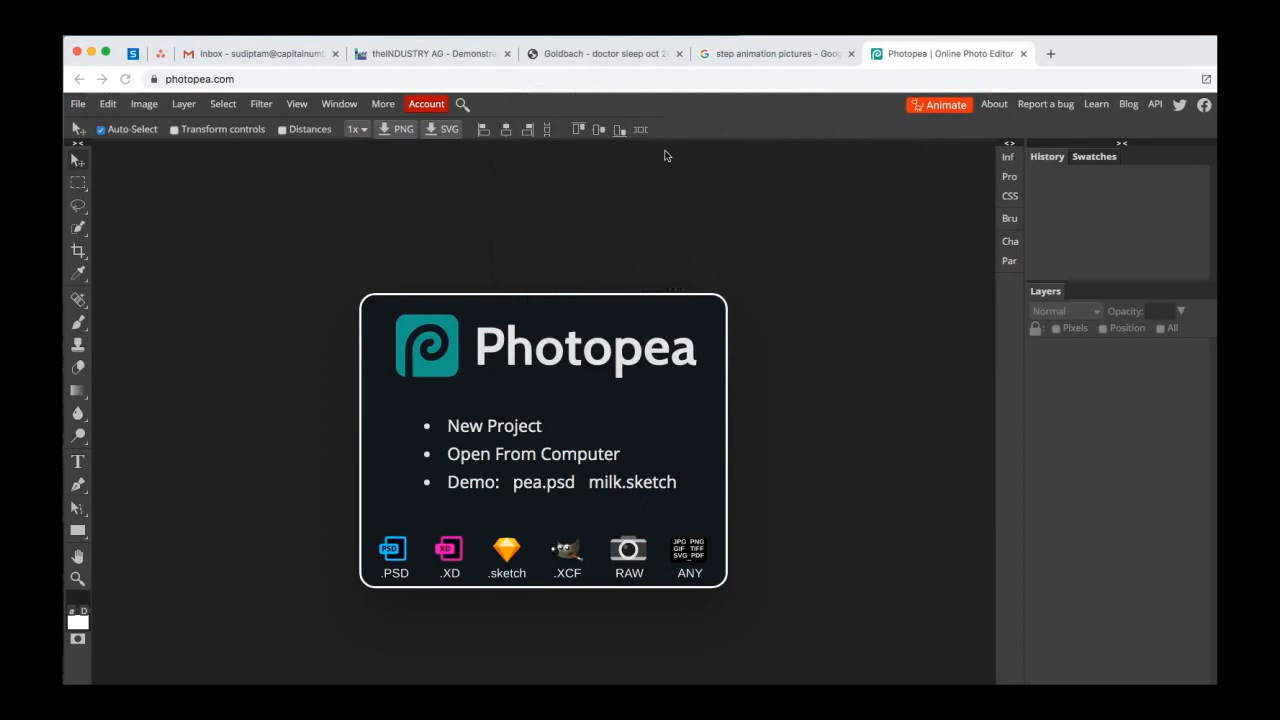 Inbox - sudiptam@capitalnumb
theINDUSTRY AG - Demonstra
Goldbach - doctor sleep oct 2
step animation pictures - Goog
Photopea | Online Photo Editor
photopea.com
File Edit Image Layer Select Filter View Window More Account
Animate About Report a bug Learn Blog API
Auto-Select Transform controls Distances 1x PNG SVG
Inf
Pro
CSS
Bru
Cha
Par
History Swatches
Layers
Normal Opacity:
: Pixels Position All
Photopea
New Project
Open From Computer
Demo: pea.psd milk.sketch
PSD XD JPG PNG
GIF TIFF
SVG PDF
.PSD .XD .sketch .XCF RAW ANY
T
a D